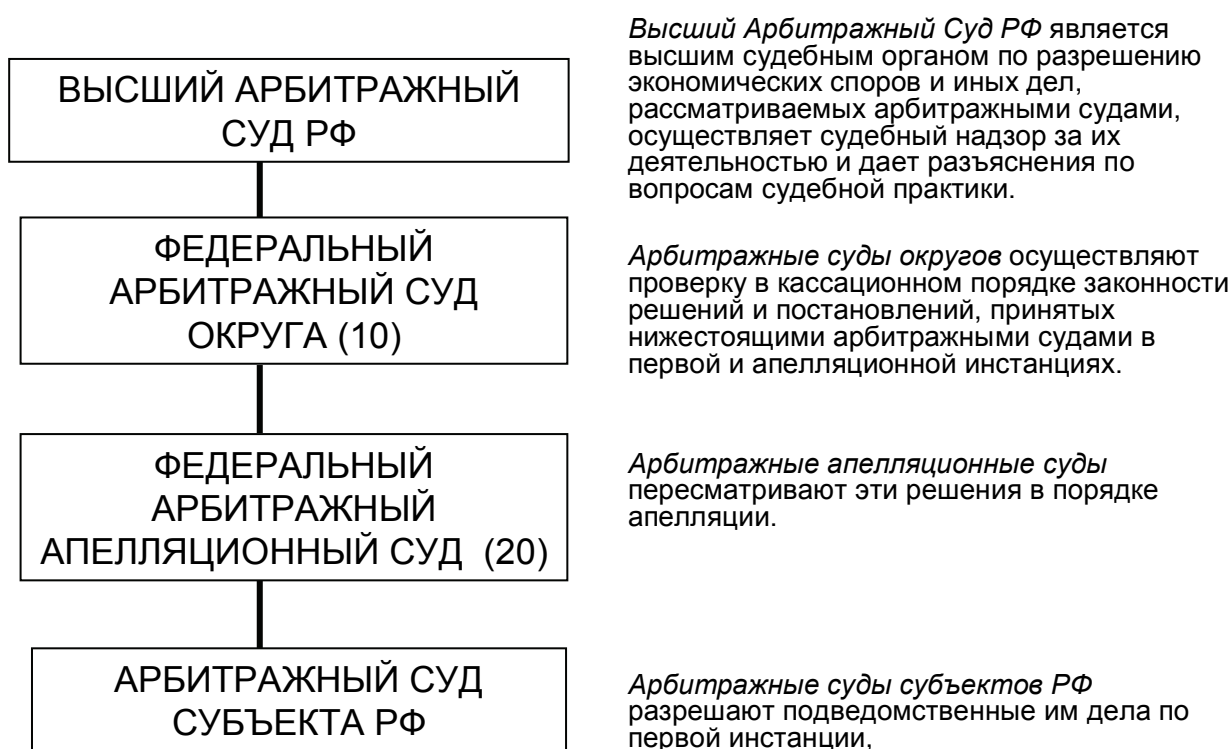 ВЫСШИЙ АРБИТРАЖНЫЙ
СУД РФ
Высший Арбитражный Суд РФ является
высшим судебным органом по разрешению
экономических споров и иных дел,
рассматриваемых арбитражными судами,
осуществляет судебный надзор за их
деятельностью и дает разъяснения по
вопросам судебной практики.
ФЕДЕРАЛЬНЫЙ
АРБИТРАЖНЫЙ СУД
ОКРУГА (10)
Арбитражные суды округов осуществляют
проверку в кассационном порядке законности
решений и постановлений, принятых
нижестоящими арбитражными судами в
первой и апелляционной инстанциях.
ФЕДЕРАЛЬНЫЙ
АРБИТРАЖНЫЙ
АПЕЛЛЯЦИОННЫЙ СУД (20)
Арбитражные апелляционные суды
пересматривают эти решения в порядке
апелляции.
АРБИТРАЖНЫЙ СУД
СУБЪЕКТА РФ
Арбитражные суды субъектов РФ
разрешают подведомственные им дела по
первой инстанции,